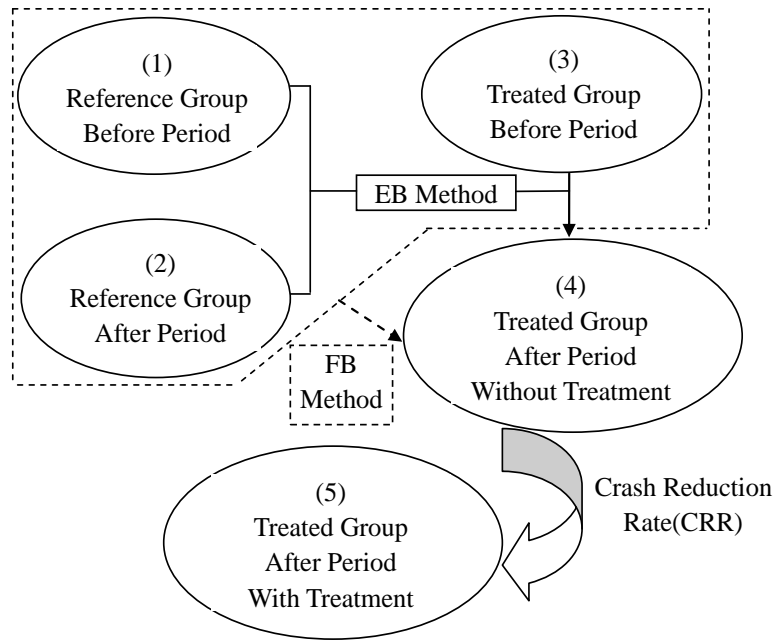 (1)
Reference Group
Before Period
(3)
Treated Group
Before Period
EB Method
(2)
Reference Group
After Period
(4)
Treated Group
After Period
Without Treatment
FB
Method
(5)
Treated Group
After Period
With Treatment
Crash Reduction
Rate(CRR)